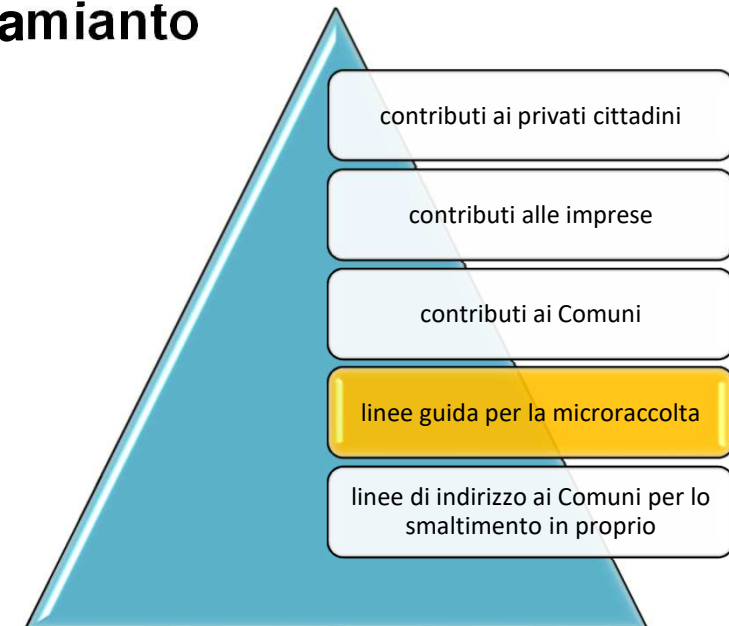 amianto
contributi ai privati cittadini
contributi alle imprese
contributi ai Comuni
linee guida per la microraccolta
linee di indirizzo ai Comuni per lo
smaltimento in proprio